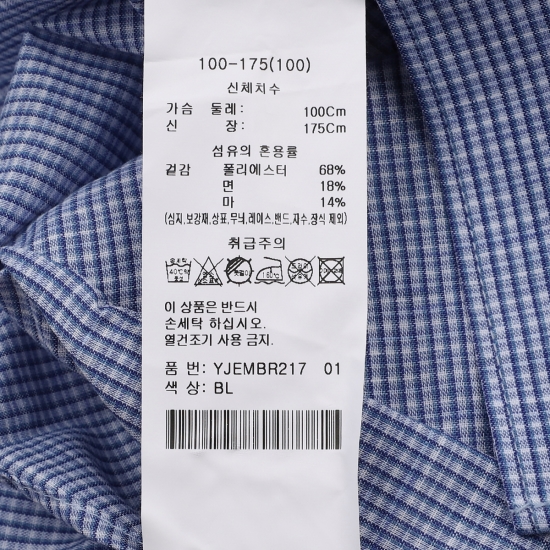 100-175(100)
신체치수
가슴 둘레: 100Cm
신 장: 175Cm
섬유의 혼용률
겉감 폴리에스터 68%
면 18%
마 14%
(심지,보강재,상표,무늬,레이스,밴드,자수,장식 제외)
취급주의
이 상품은 반드시
손세탁 하십시오.
열건조기 사용 금지.
품 번: YJEMBR217 01
색 상: BL